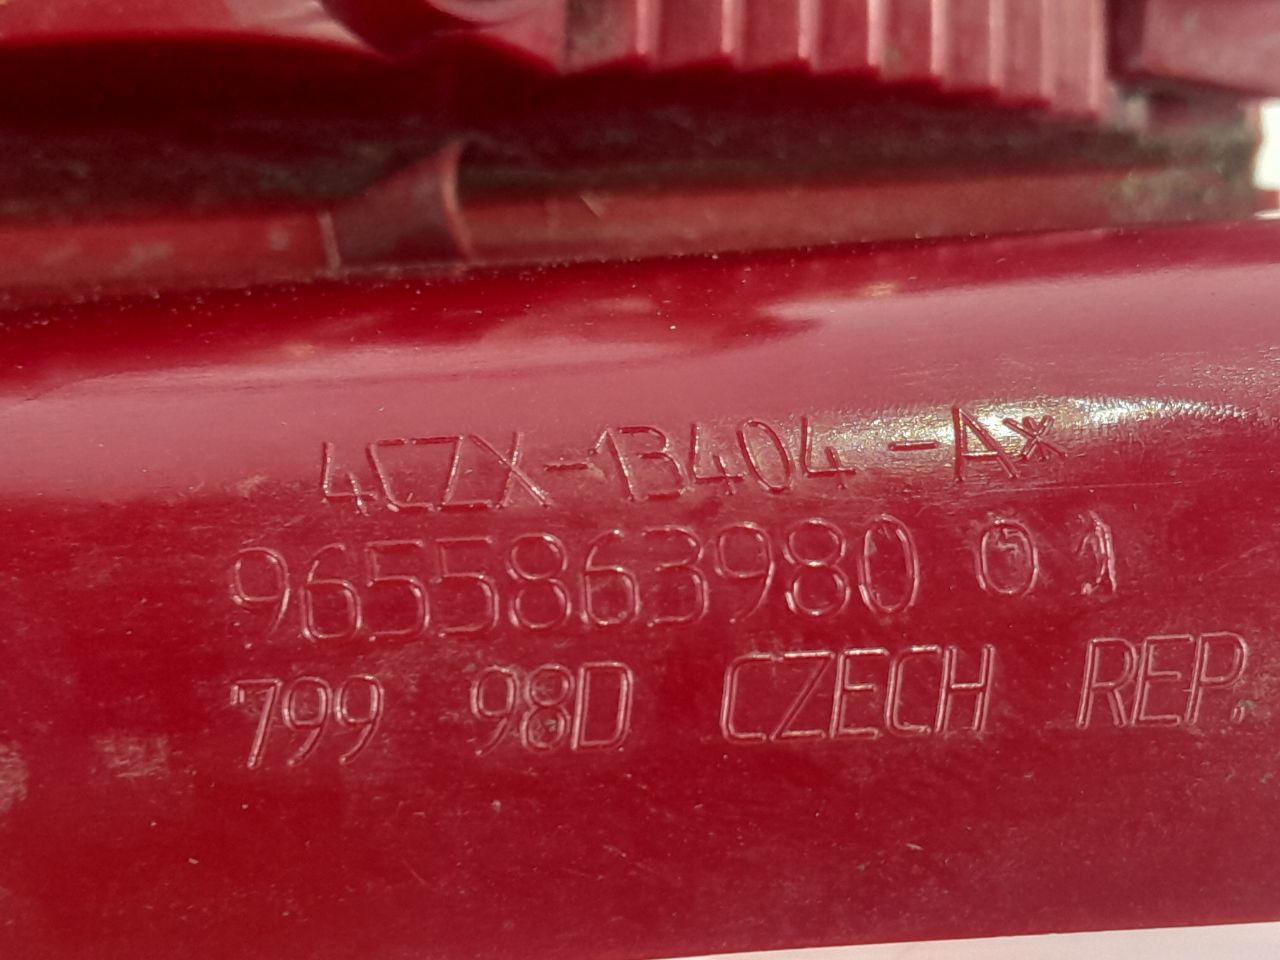 4CZX-13404-A*
9655863980 01
799 98D CZECH REP.